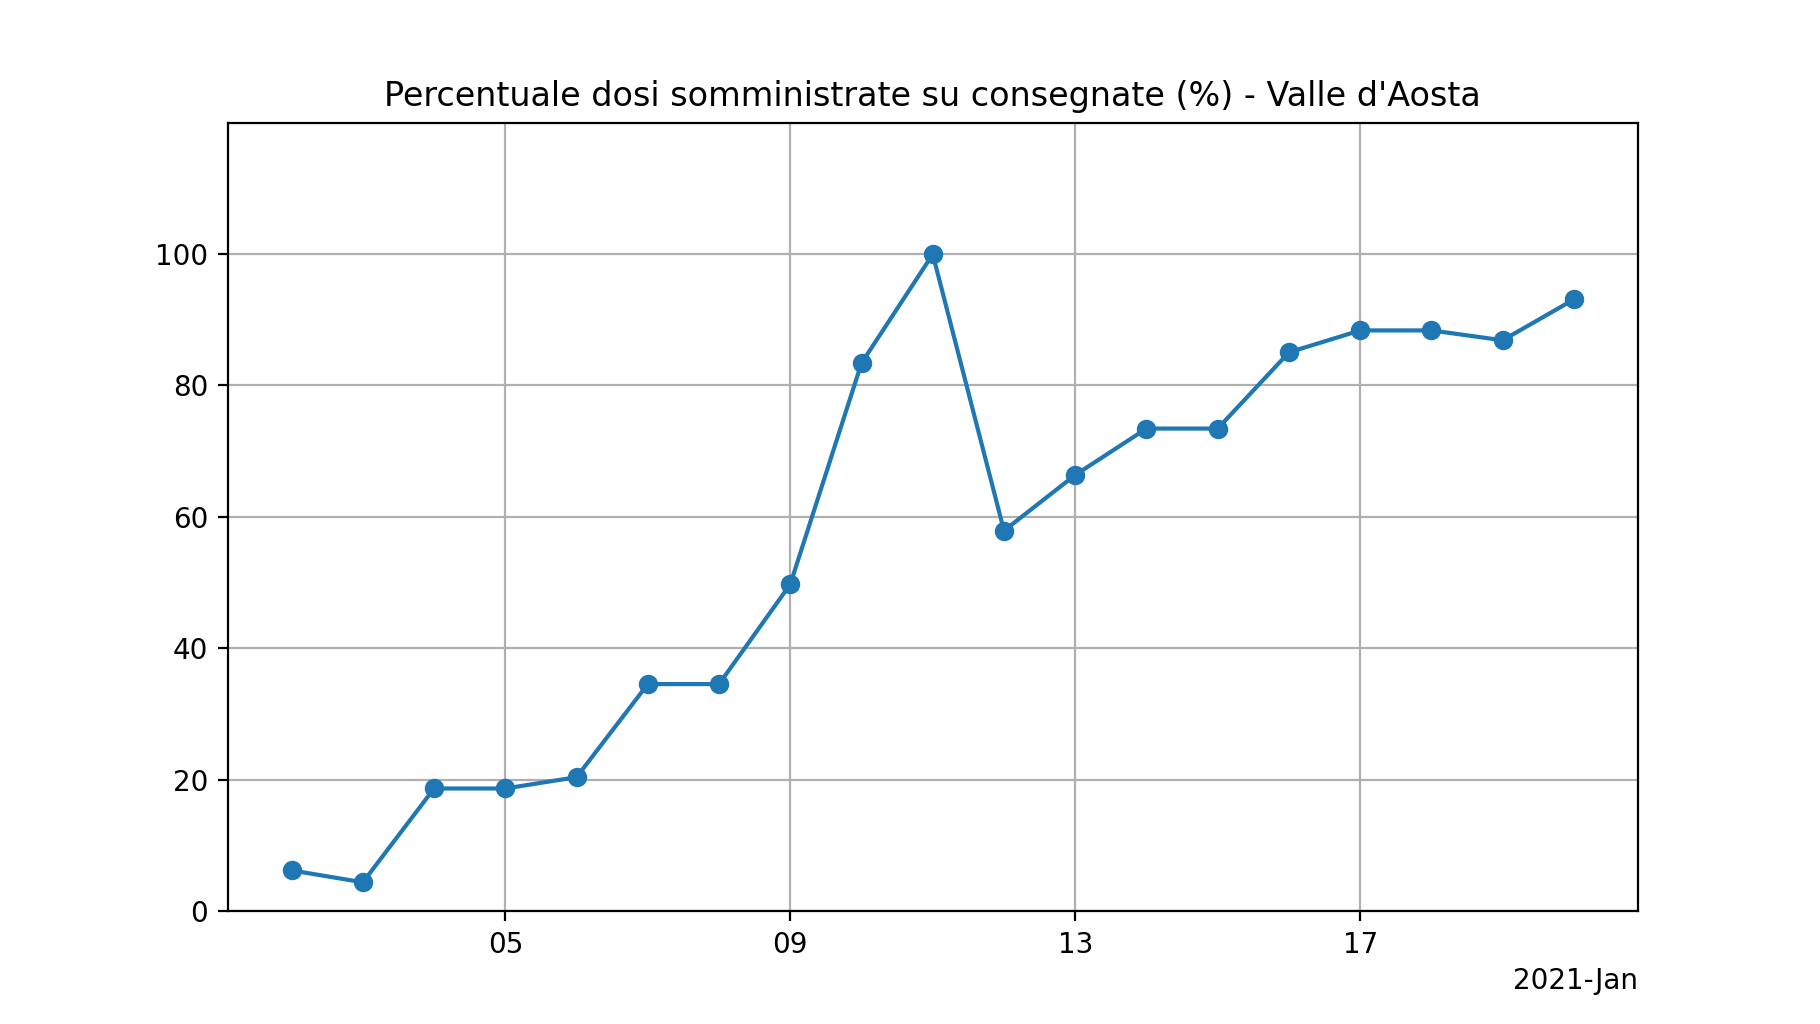 Percentuale dosi somministrate su consegnate (%) - Valle d'Aosta
100
80
60
40
20
0
05 09 13 17
2021-Jan